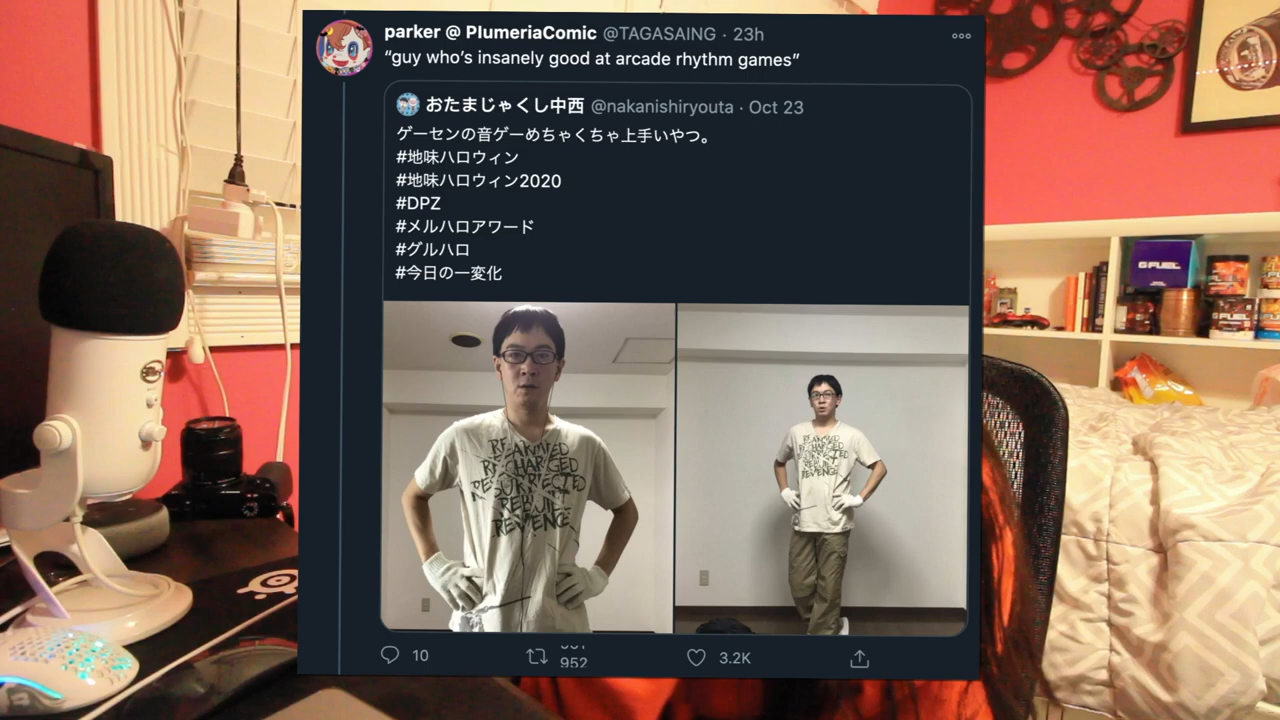 parker @ PlumeriaComic @TAGASAING · 23h
“guy who’s insanely good at arcade rhythm games”
おたまじゃくし中西 @nakanishiryouta · Oct 23
ゲーセンの音ゲーめちゃくちゃ上手いやつ。
#地味ハロウィン
#地味ハロウィン2020
#DPZ
#メルハロアワード
#グルハロ
#今日の一変化
RE-ARMED
RE-CHARGED
RESURRECTED
REBUILT
REVENGE
10
952
3.2K
G FUEL